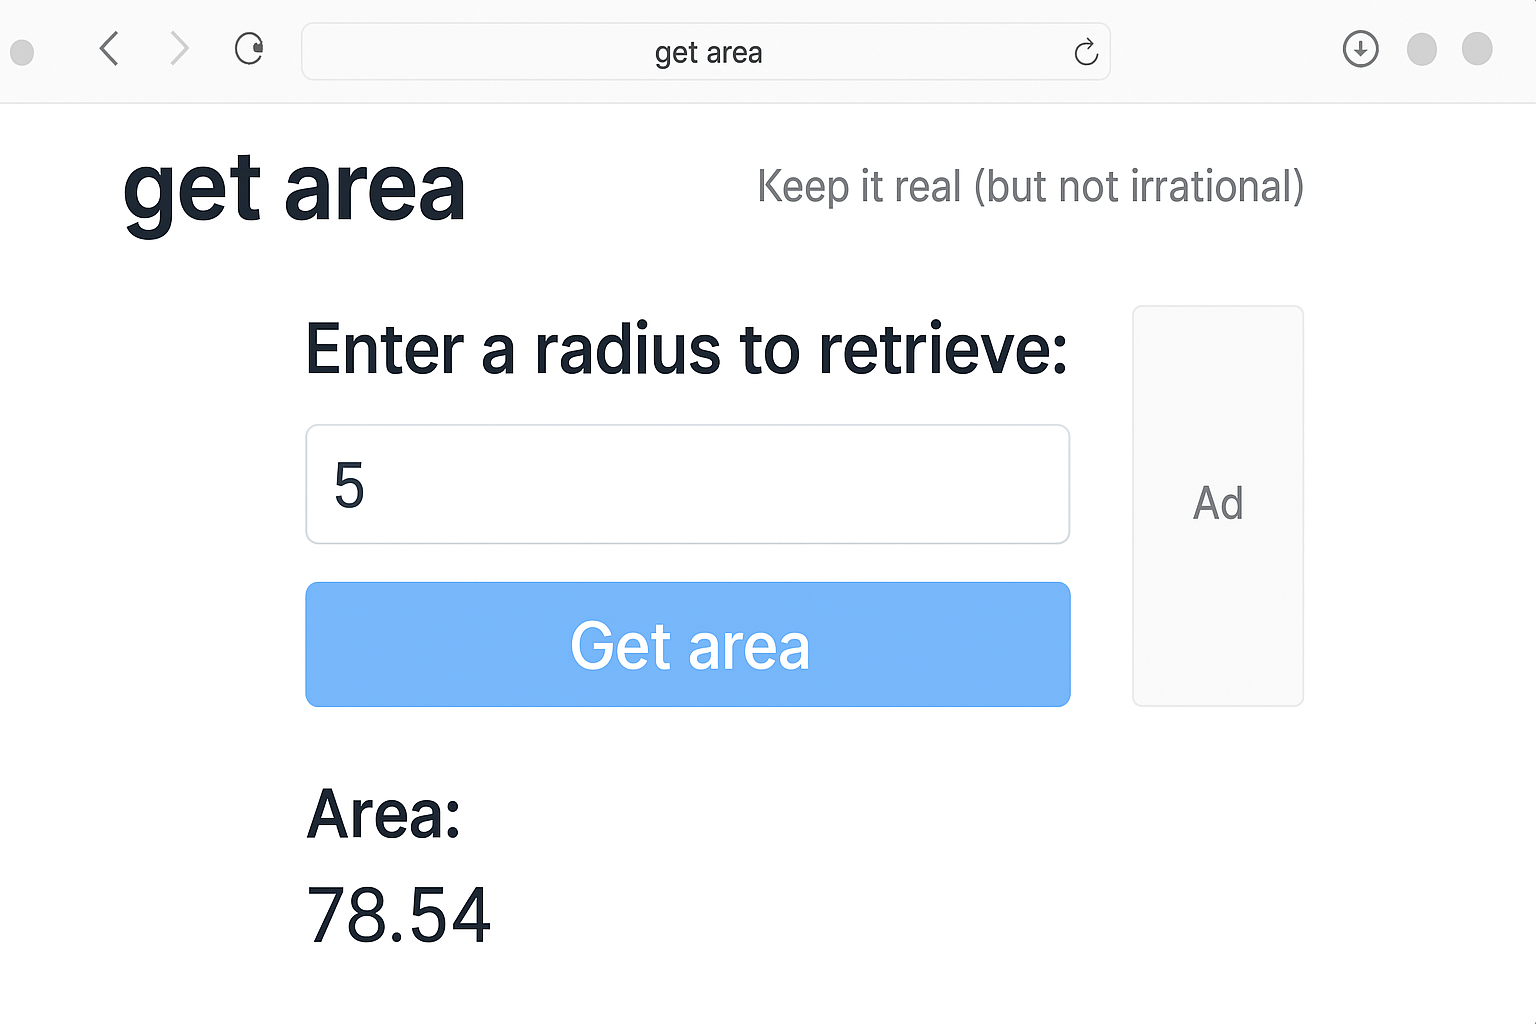 get area
get area
Keep it real (but not irrational)
Enter a radius to retrieve:
5
Get area
Ad
Area:
78.54